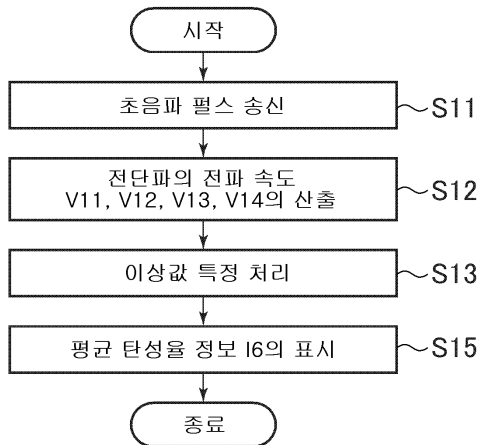 시작
초음파 펄스 송신
S11
전단파의 전파 속도
V11, V12, V13, V14의 산출
S12
이상값 특정 처리
S13
평균 탄성율 정보 I6의 표시
S15
종료